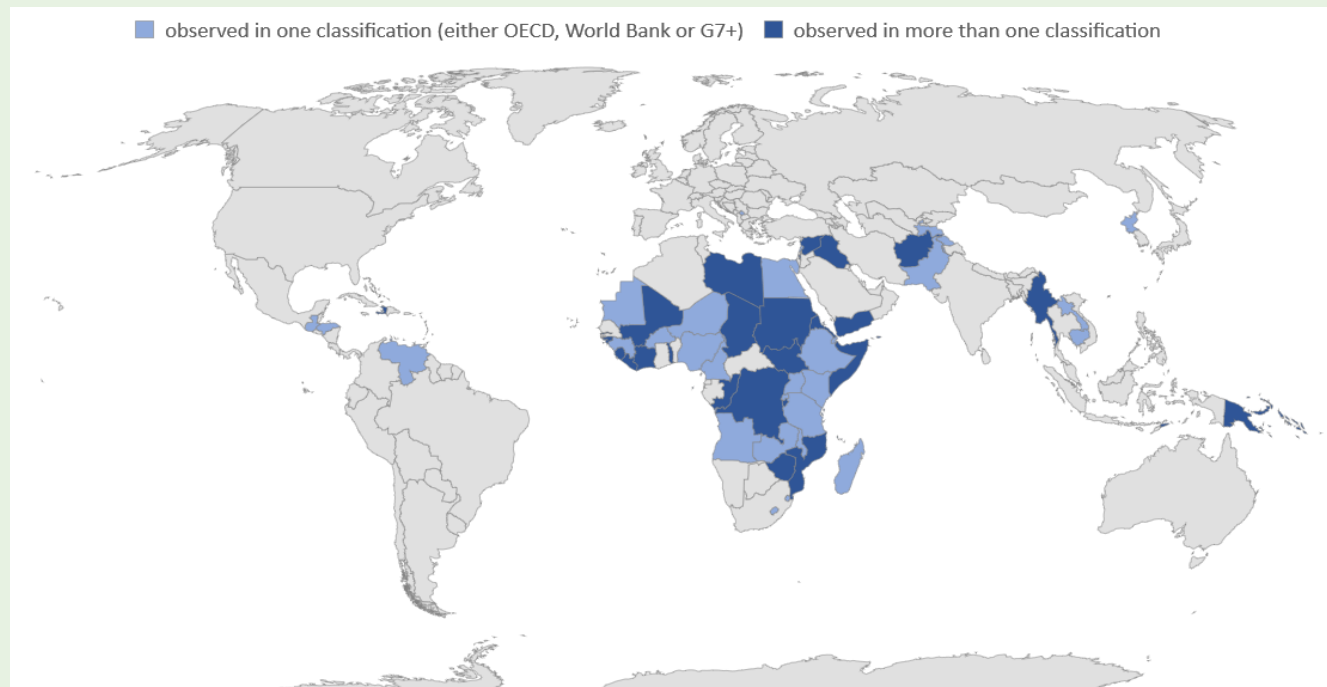 observed in one classification (either OECD, World Bank or G7+) observed in more than one classification